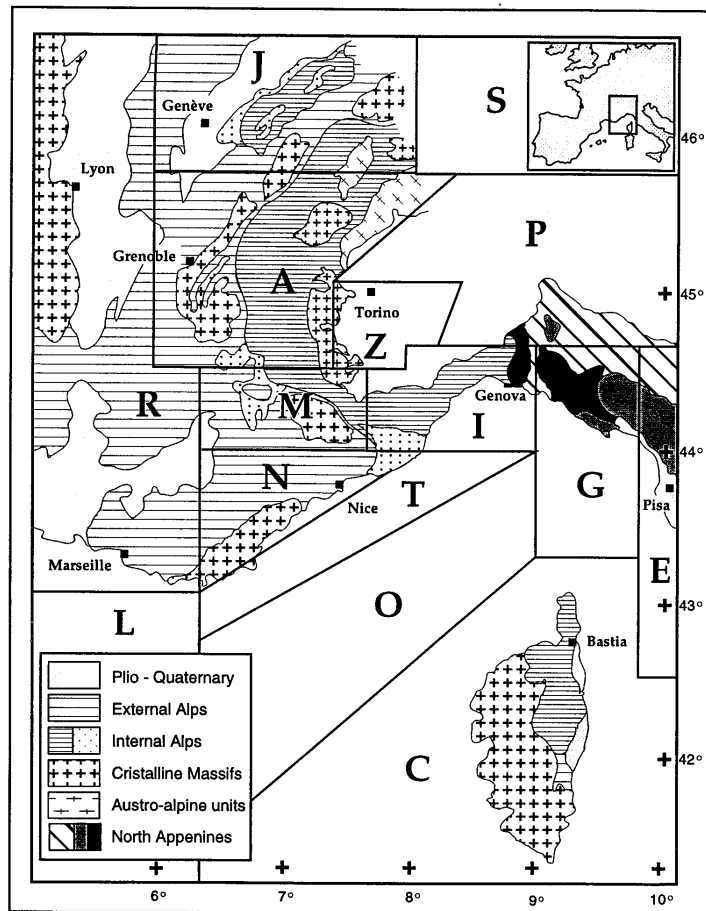 J
S
Genève
46°
Lyon
P
Grenoble
A
45°
Torino
Z
R
M
Genova
I
44°
N
T
G
Nice
Pisa
Marseille
E
43°
L
O
Bastia
Plio - Quaternary
External Alps
Internal Alps
42°
C
Cristalline Massifs
Austro-alpine units
North Appenines
6° 7° 8° 9° 10°